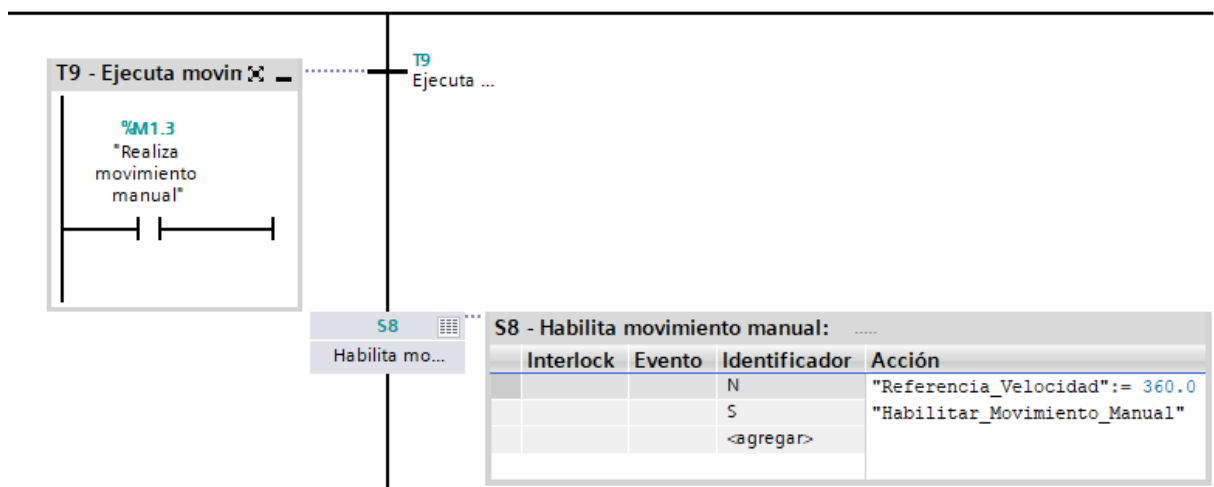 T9
T9 - Ejecuta movin
Ejecuta ...
%M1.3
"Realiza
movimiento
manual"
S8
S8 - Habilita movimiento manual: .....
Habilita mo...
Interlock Evento Identificador Acción
N "Referencia_Velocidad":= 360.0
S "Habilitar_Movimiento_Manual"
<agregar>